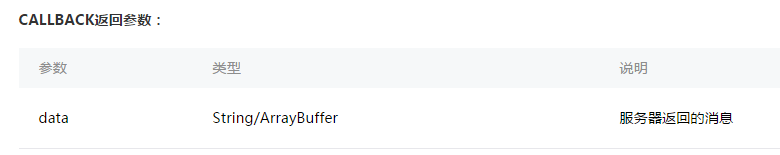 CALLBACK返回参数：
参数 类型 说明
data String/ArrayBuffer 服务器返回的消息